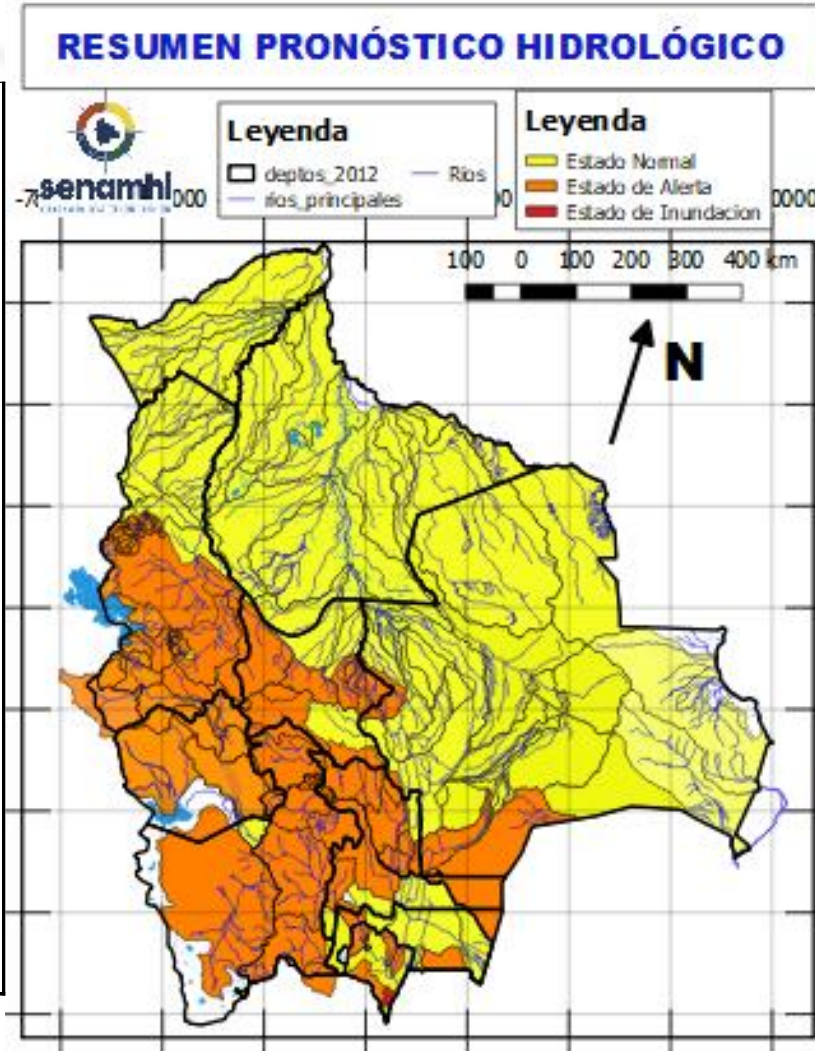 RESUMEN PRONÓSTICO HIDROLÓGICO
senamhi
Leyenda
deptos_2012
Rios
rios_principales
Leyenda
Estado Normal
Estado de Alerta
Estado de Inundacion
100 0 100 200 300 400 km
N